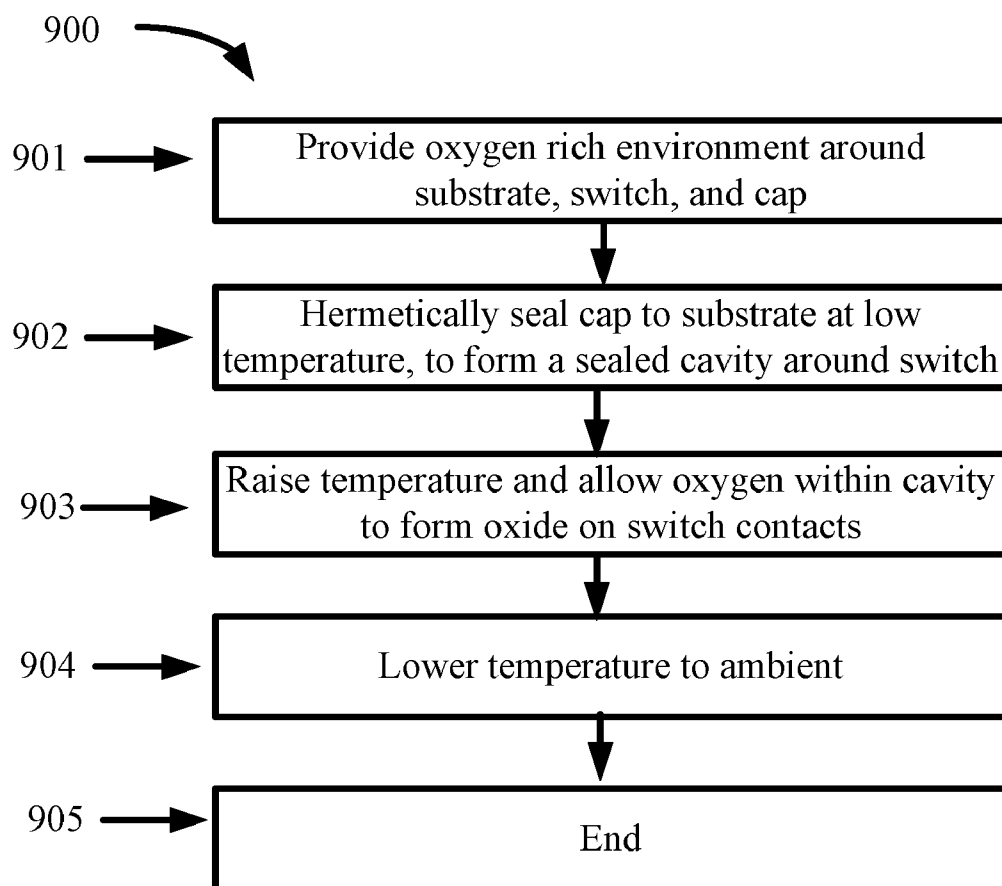 900
901
Provide oxygen rich environment around
substrate, switch, and cap
902
Hermetically seal cap to substrate at low
temperature, to form a sealed cavity around switch
903
Raise temperature and allow oxygen within cavity
to form oxide on switch contacts
904
Lower temperature to ambient
905
End